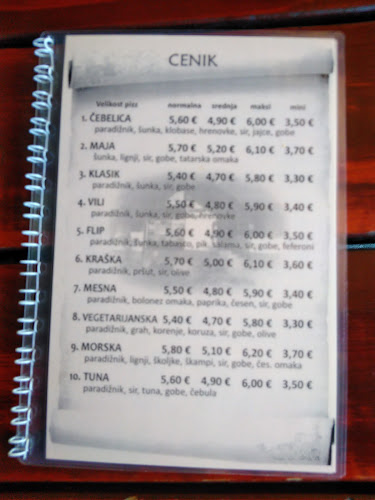 CENIK
Velikost pizz normalna srednja maksi mini
1. ČEBELICA 5,60 € 4,90 € 6,00 € 3,50 €
paradižnik, šunka, klobase, hrenovke, sir, jajce, gobe
2. MAJA 5,70 € 5,20 € 6,10 € 3,70 €
šunka, lignji, sir, gobe, tatarska omaka
3. KLASIK 5,40 € 4,70 € 5,80 € 3,30 €
paradižnik, šunka, sir, gobe
4. VILI 5,50 € 4,80 € 5,90 € 3,40 €
paradižnik, šunka, sir, gobe, hrenovke
5. FLIP 5,60 € 4,90 € 6,00 € 3,50 €
paradižnik, šunka, tabasco, pik. salama, sir, gobe, feferoni
6. KRAŠKA 5,70 € 5,00 € 6,10 € 3,60 €
paradižnik, pršut, sir, olive
7. MESNA 5,50 € 4,80 € 5,90 € 3,40 €
paradižnik, bolonez omaka, paprika, česen, sir, gobe
8. VEGETARIJANSKA 5,40 € 4,70 € 5,80 € 3,30 €
paradižnik, grah, korenje, koruza, sir, gobe, olive
9. MORSKA 5,80 € 5,10 € 6,20 € 3,70 €
paradižnik, lignji, školjke, škampi, sir, gobe, čes. omaka
10. TUNA 5,60 € 4,90 € 6,00 € 3,50 €
paradižnik, sir, tuna, gobe, čebula